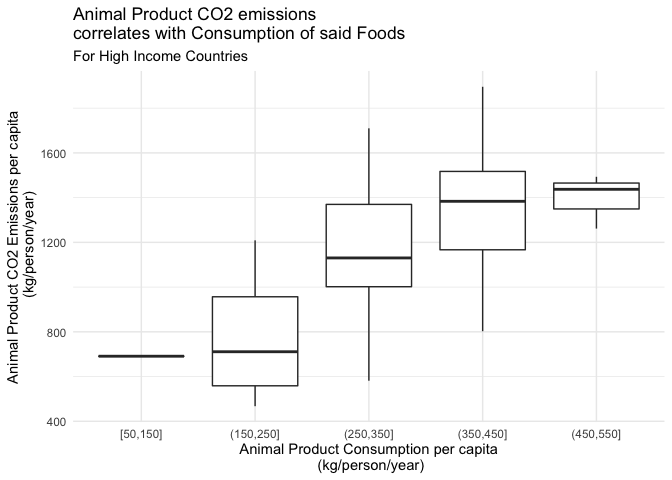 Animal Product CO2 emissions
correlates with Consumption of said Foods
For High Income Countries
Animal Product CO2 Emissions per capita
(kg/person/year)
1600
1200
800
400
[50,150]
(150,250]
(250,350]
(350,450]
(450,550]
Animal Product Consumption per capita
(kg/person/year)